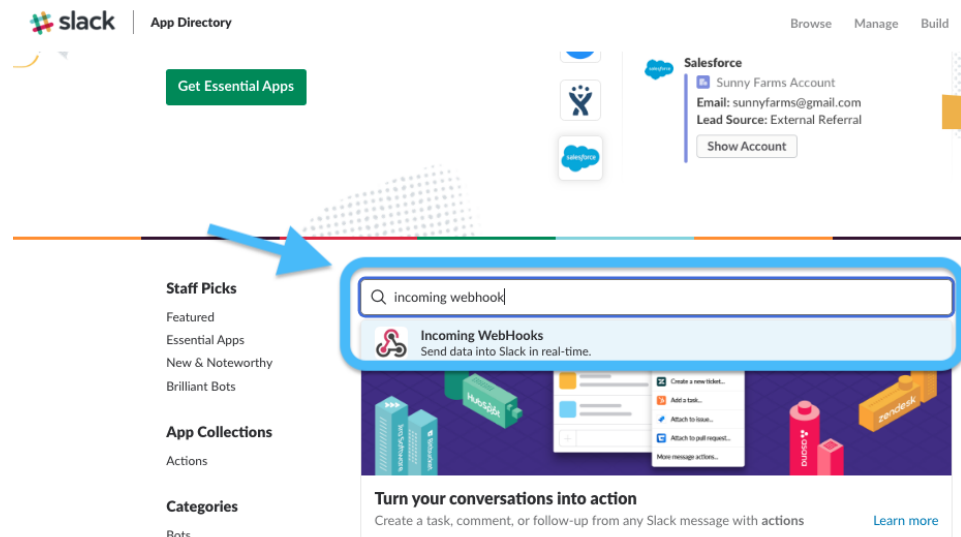 slack
App Directory
Browse Manage Build
Get Essential Apps
Salesforce
Sunny Farms Account
Email: sunnyfarms@gmail.com
Lead Source: External Referral
Show Account
salesforce
salesforce
Staff Picks
Featured
Essential Apps
New & Noteworthy
Brilliant Bots
App Collections
Actions
Categories
Bots
incoming webhook
Incoming WebHooks
Send data into Slack in real-time.
HubSpot
Create a new ticket...
Add a task...
Attach to issue...
Attach to pull request...
More message actions...
asana
zendesk
Turn your conversations into action
Create a task, comment, or follow-up from any Slack message with actions
Learn more